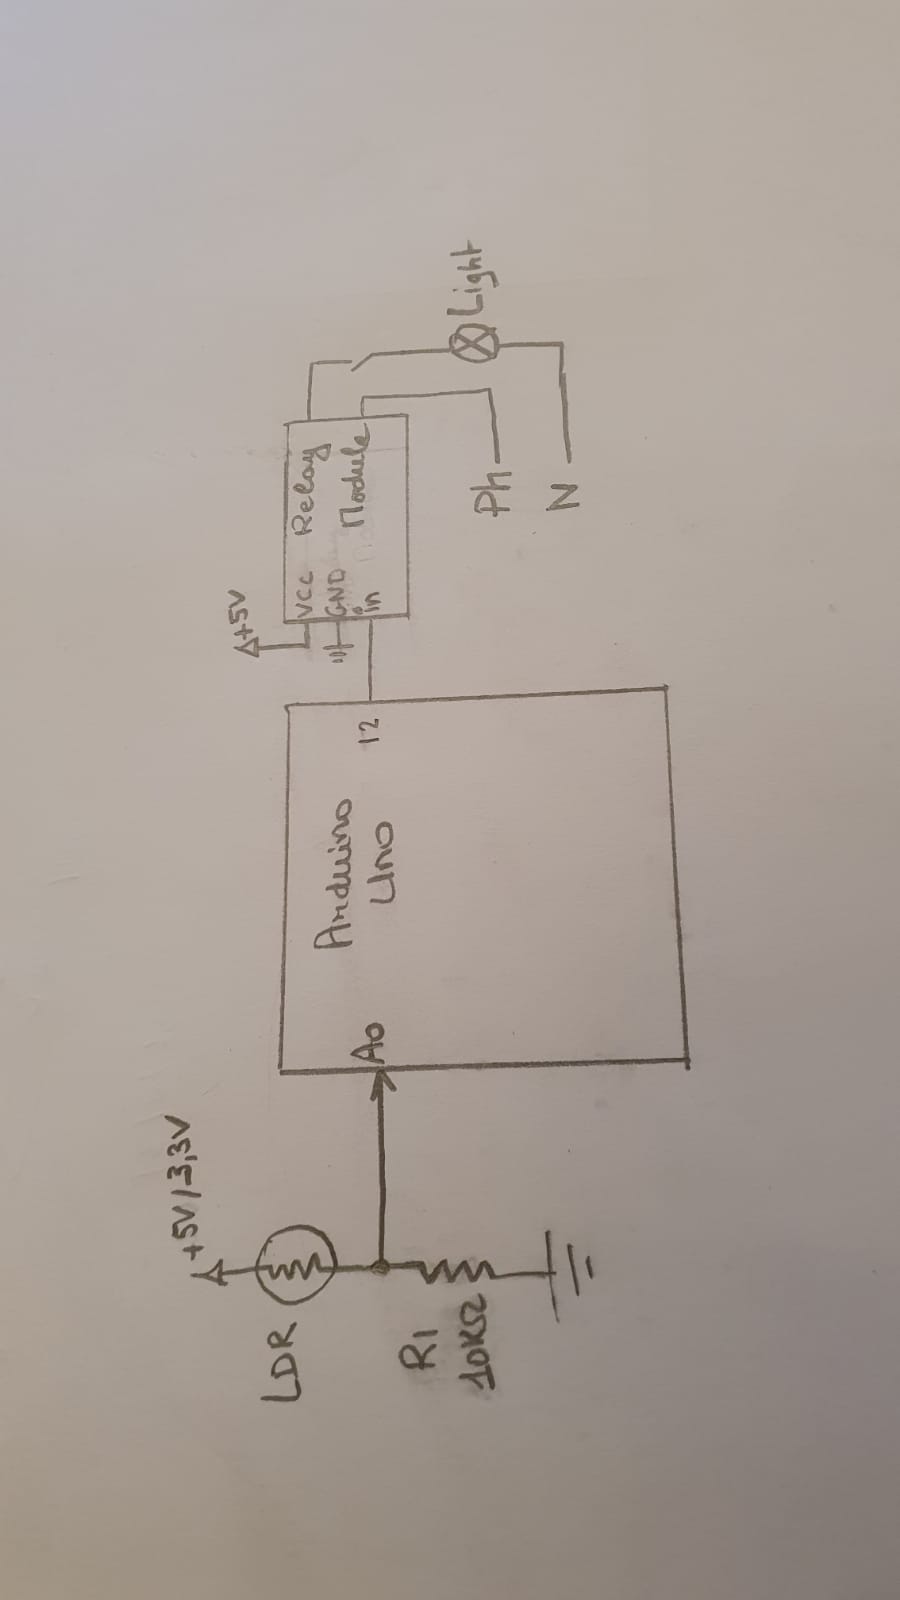 +5V/3,3V
LDR
R1
10KΩ
A0
Arduino
Uno
12
+5V
VCC Relay
GND Module
in
Light
Ph
N